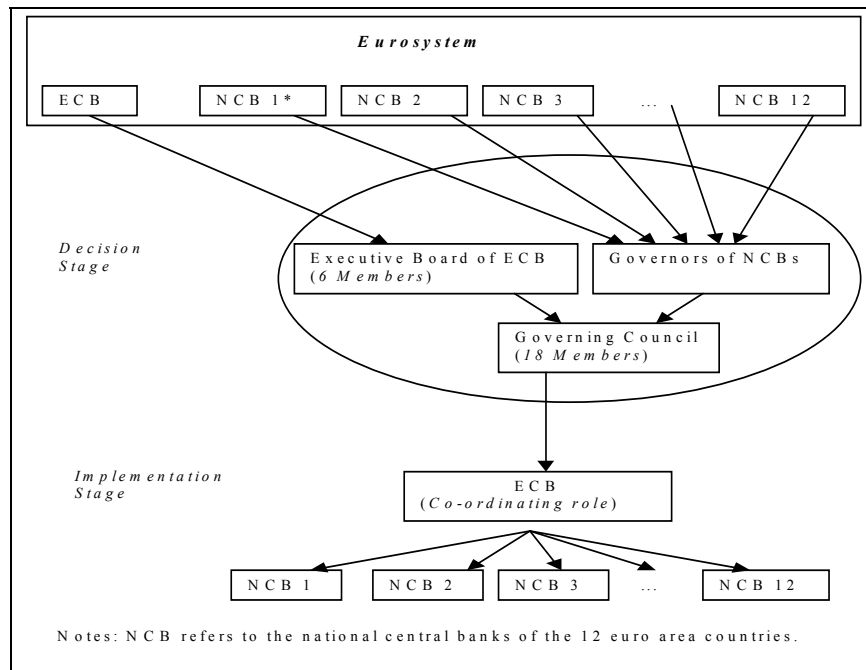 Eurosystem
ECB NCB 1* NCB 2 NCB 3 ... NCB 12
Decision
Stage
Executive Board of ECB
(6 Members)
Governors of NCBs
Governing Council
(18 Members)
Implementation
Stage
ECB
(Co-ordinating role)
NCB 1 NCB 2 NCB 3 ... NCB 12
Notes: NCB refers to the national central banks of the 12 euro area countries.